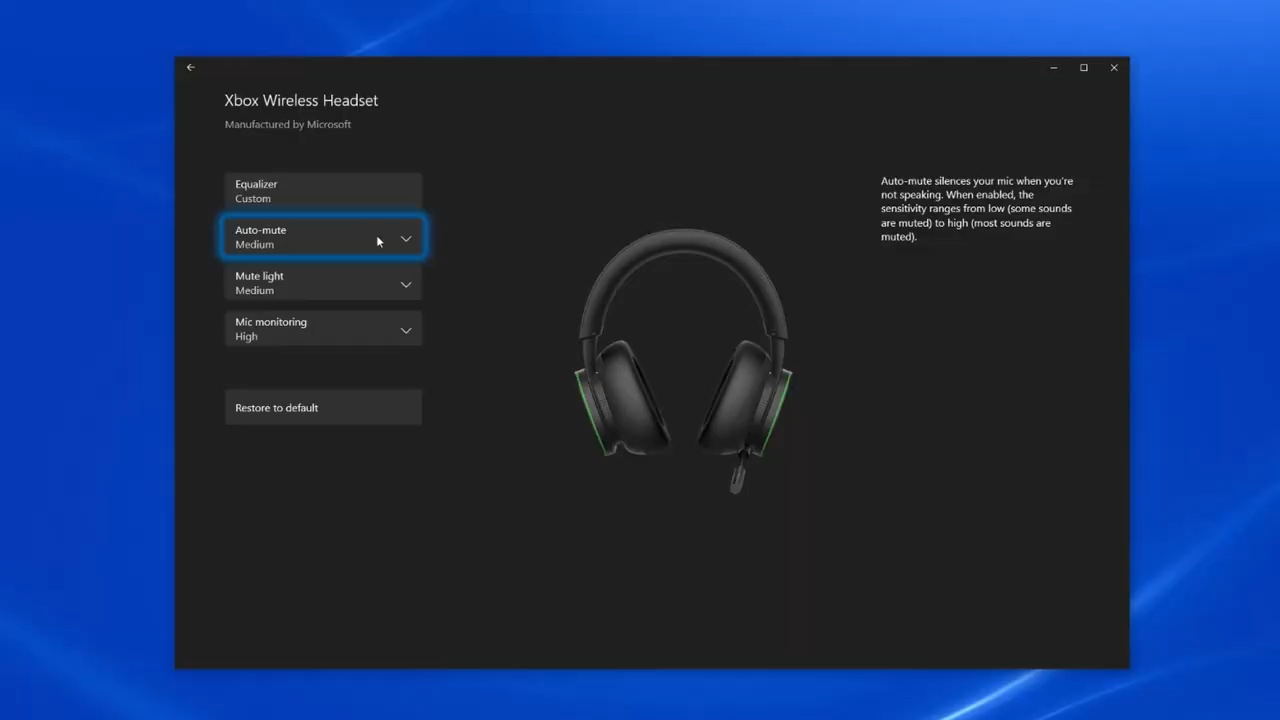 Xbox Wireless Headset
Manufactured by Microsoft
Equalizer
Custom
Auto-mute
Medium
Mute light
Medium
Mic monitoring
High
Restore to default
Auto-mute silences your mic when you're
not speaking. When enabled, the
sensitivity ranges from low (some sounds
are muted) to high (most sounds are
muted).